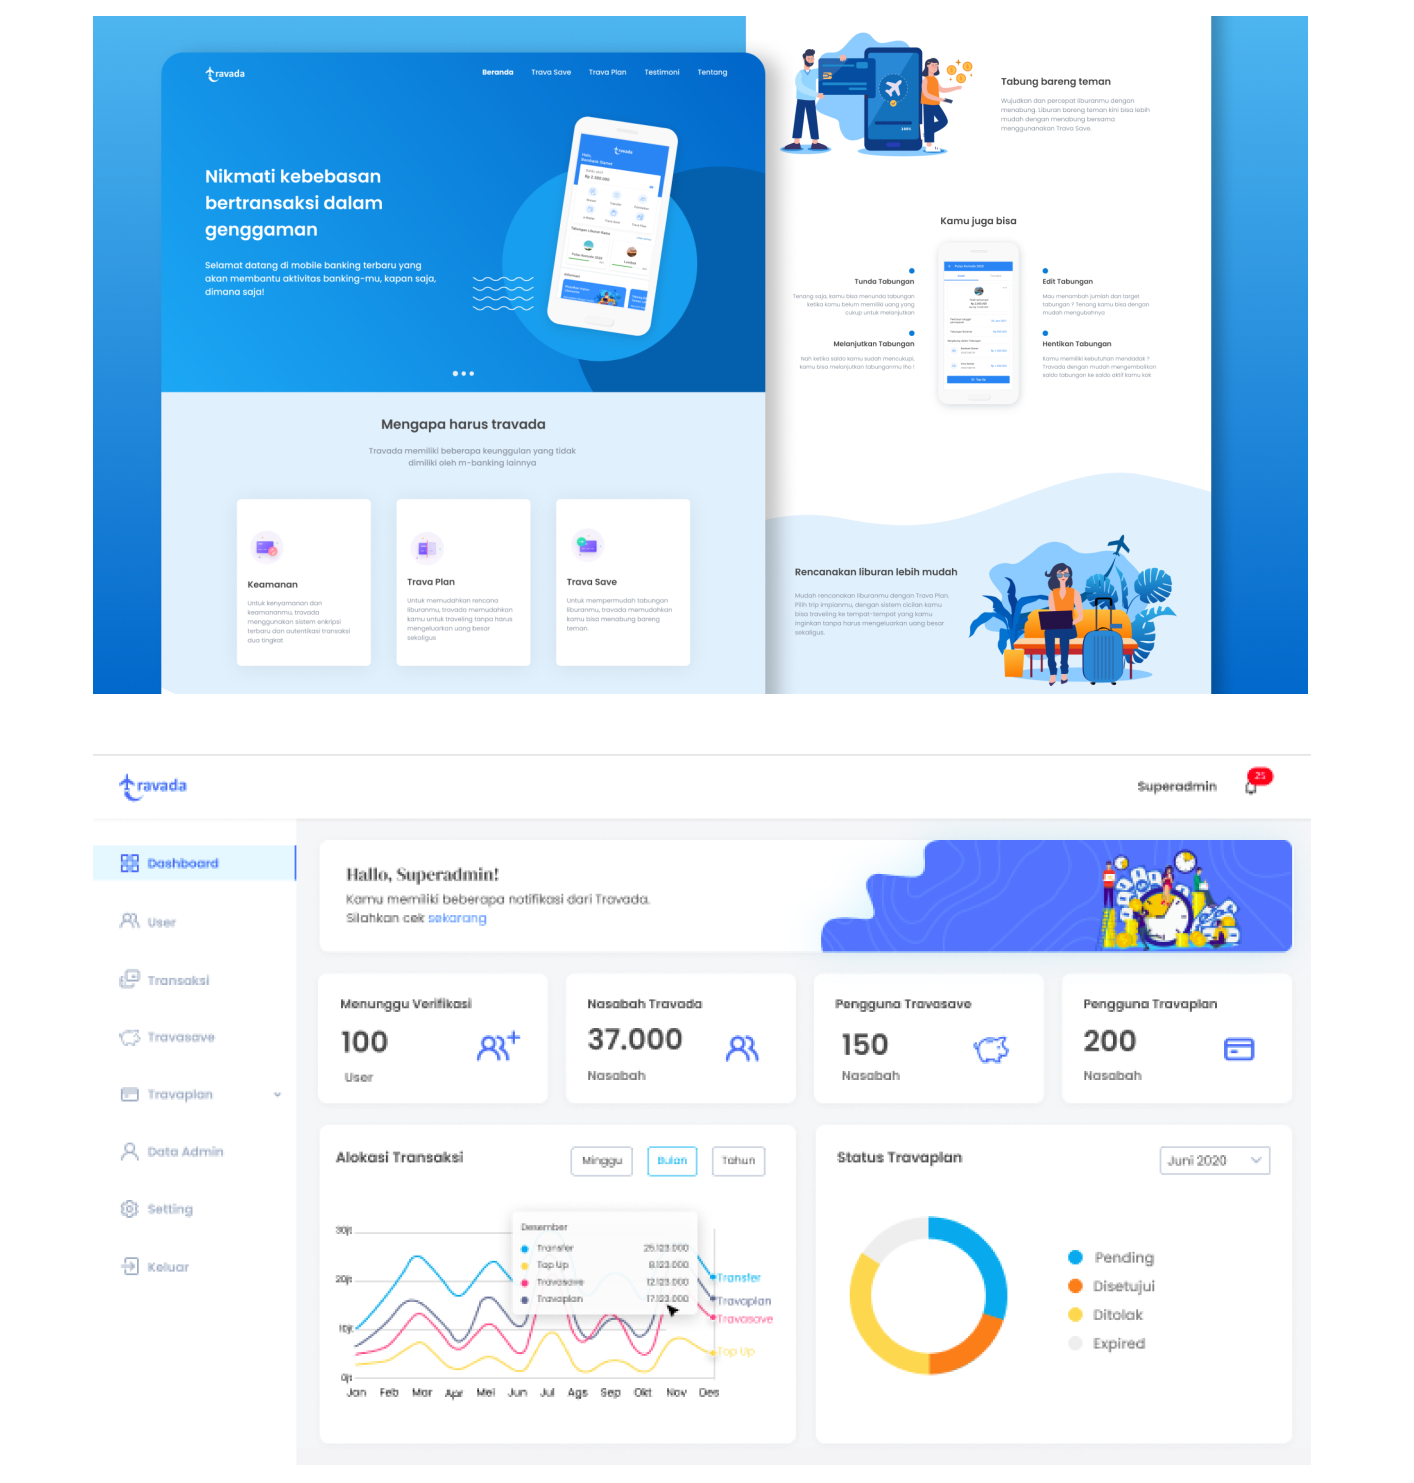 travada
Beranda
Trava Save
Trava Plan
Testimoni
Tentang
Nikmati kebebasan
bertransaksi dalam
genggaman
Selamat datang di mobile banking terbaru yang
akan membantu aktivitas banking-mu, kapan saja,
dimana saja!
Mengapa harus travada
Travada memiliki beberapa keunggulan yang tidak
dimiliki oleh m-banking lainnya
Keamanan
Untuk kenyamanan dan
keamananmu, travada
menggunakan sistem enkripsi
terbaru dan autentikasi transaksi
dua tingkat
Trava Plan
Untuk memudahkan rencana
liburanmu, travada memudahkan
kamu untuk traveling tanpa harus
mengeluarkan uang besar
sekaligus
Trava Save
Untuk mempermudah tabungan
liburanmu, travada memudahkan
kamu bisa menabung bareng
teman.
Tabung bareng teman
Wujudkan dan percepat liburanmu dengan
menabung. Liburan bareng teman kini bisa lebih
mudah dengan menabung bersama
menggunanakan Trava Save.
Kamu juga bisa
Tunda Tabungan
Tenang saja, kamu bisa menunda tabungan
ketika kamu belum memiliki uang yang
cukup untuk melanjutkan
Melanjutkan Tabungan
Nah ketika saldo kamu sudah mencukupi,
kamu bisa melanjutkan tabunganmu lho !
Edit Tabungan
Mau menambah jumlah dan target
tabungan ? Tenang kamu bisa dengan
mudah mengubahnya
Hentikan Tabungan
Kamu memiliki kebutuhan mendadak ?
Travada dengan mudah mengembalikan
saldo tabungan ke saldo aktif kamu kok
Rencanakan liburan lebih mudah
Mudah rencanakan liburanmu dengan Trava Plan.
Pilih trip impianmu, dengan sistem cicilan kamu
bisa traveling ke tempat-tempat yang kamu
inginkan tanpa harus mengeluarkan uang besar
sekaligus.
travada
Superadmin
25
Dashboard
User
Transaksi
Travasave
Travaplan
Data Admin
Setting
Keluar
Hallo, Superadmin!
Kamu memiliki beberapa notifikasi dari Travada.
Silahkan cek sekarang
Menunggu Verifikasi
100
User
Nasabah Travada
37.000
Nasabah
Pengguna Travasave
150
Nasabah
Pengguna Travaplan
200
Nasabah
Alokasi Transaksi
Minggu
Bulan
Tahun
30jt
20jt
10jt
0jt
Desember
Transfer 25.123.000
Top Up 8.123.000
Travasave 12.123.000
Travaplan 17.123.000
Transfer
Travaplan
Travasave
Top Up
Jan Feb Mar Apr Mei Jun Jul Ags Sep Okt Nov Des
Status Travaplan
Juni 2020
Pending
Disetujui
Ditolak
Expired